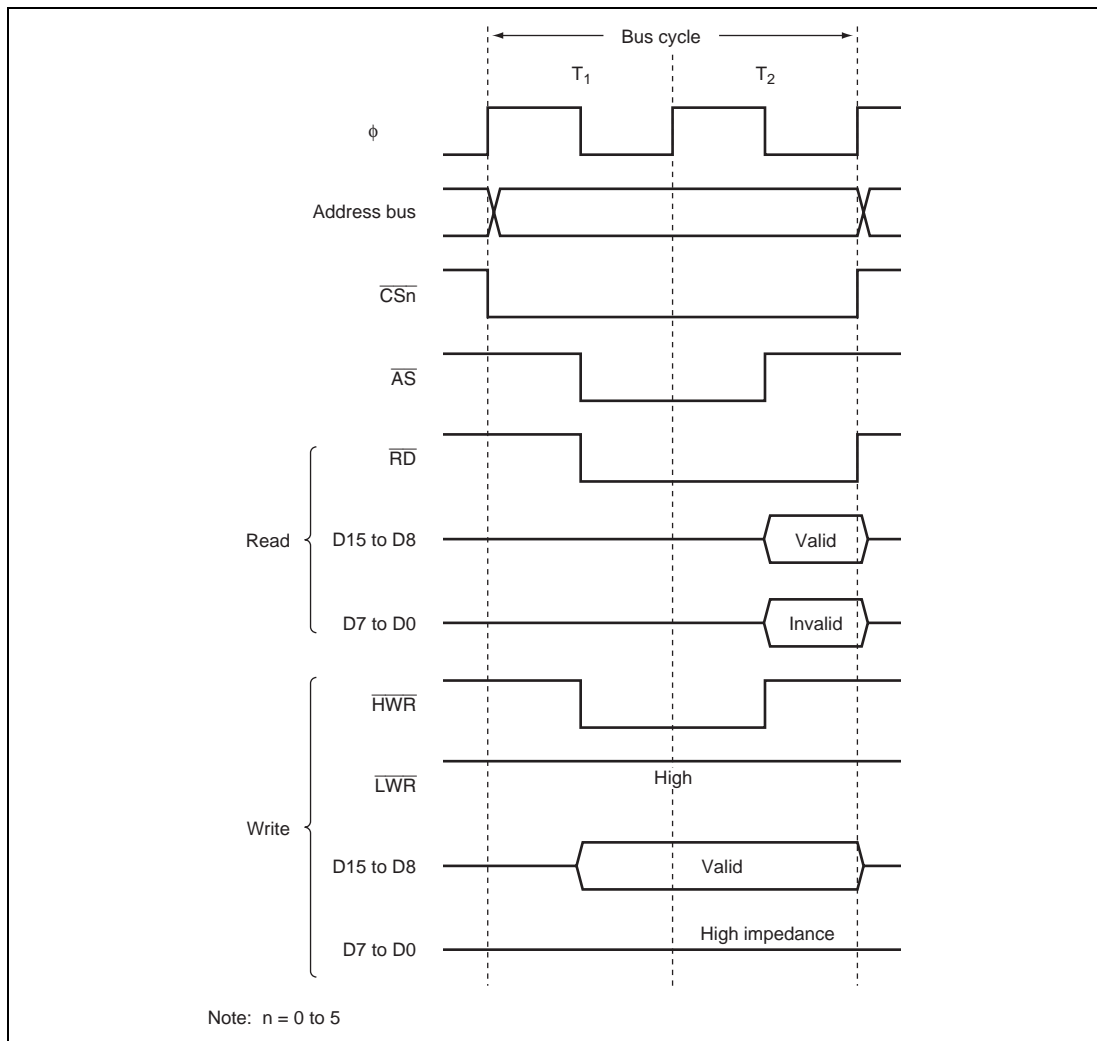 Bus cycle
T1 T2
ϕ
Address bus
CSn
AS
RD
Read D15 to D8 Valid
D7 to D0 Invalid
HWR
LWR High
Write
D15 to D8 Valid
D7 to D0 High impedance
Note: n = 0 to 5